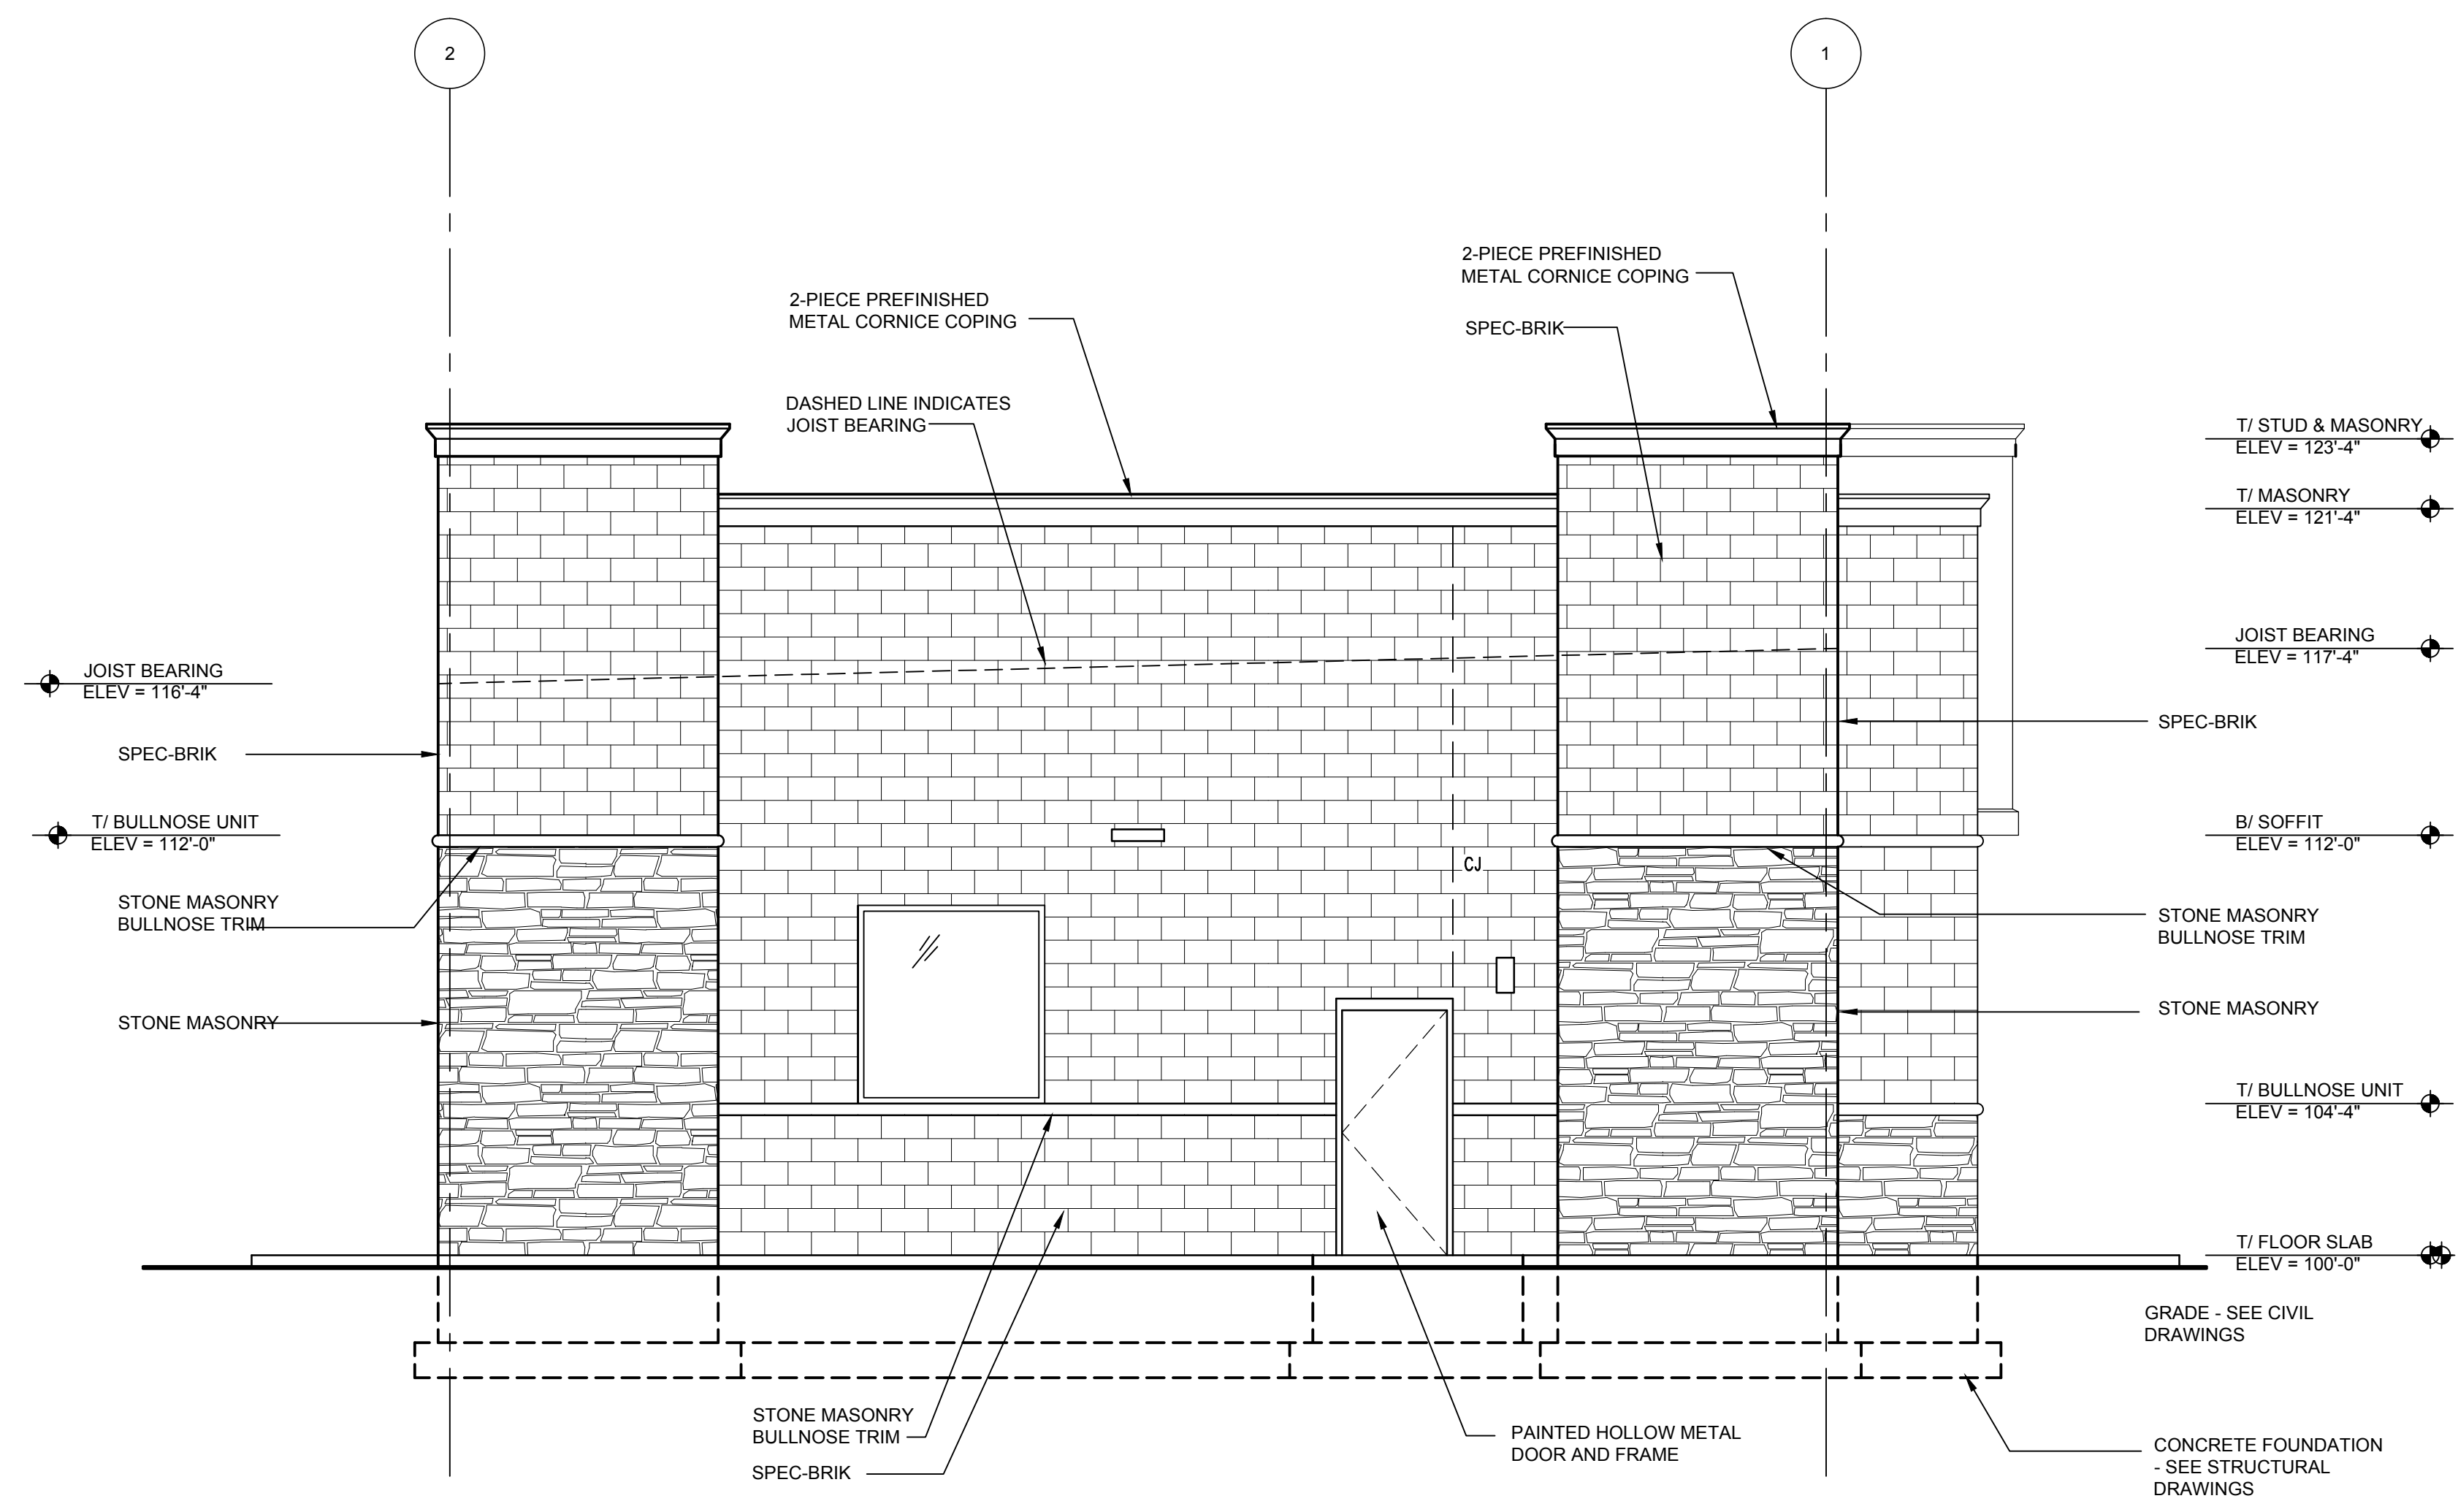 2
1
2-PIECE PREFINISHED
METAL CORNICE COPING
2-PIECE PREFINISHED
METAL CORNICE COPING
SPEC-BRIK
DASHED LINE INDICATES
JOIST BEARING
T/ STUD & MASONRY
ELEV = 123'-4"
T/ MASONRY
ELEV = 121'-4"
JOIST BEARING
ELEV = 117'-4"
JOIST BEARING
ELEV = 116'-4"
SPEC-BRIK
SPEC-BRIK
T/ BULLNOSE UNIT
ELEV = 112'-0"
B/ SOFFIT
ELEV = 112'-0"
CJ
STONE MASONRY
BULLNOSE TRIM
STONE MASONRY
BULLNOSE TRIM
STONE MASONRY
STONE MASONRY
T/ BULLNOSE UNIT
ELEV = 104'-4"
T/ FLOOR SLAB
ELEV = 100'-0"
GRADE - SEE CIVIL
DRAWINGS
STONE MASONRY
BULLNOSE TRIM
SPEC-BRIK
PAINTED HOLLOW METAL
DOOR AND FRAME
CONCRETE FOUNDATION
- SEE STRUCTURAL
DRAWINGS